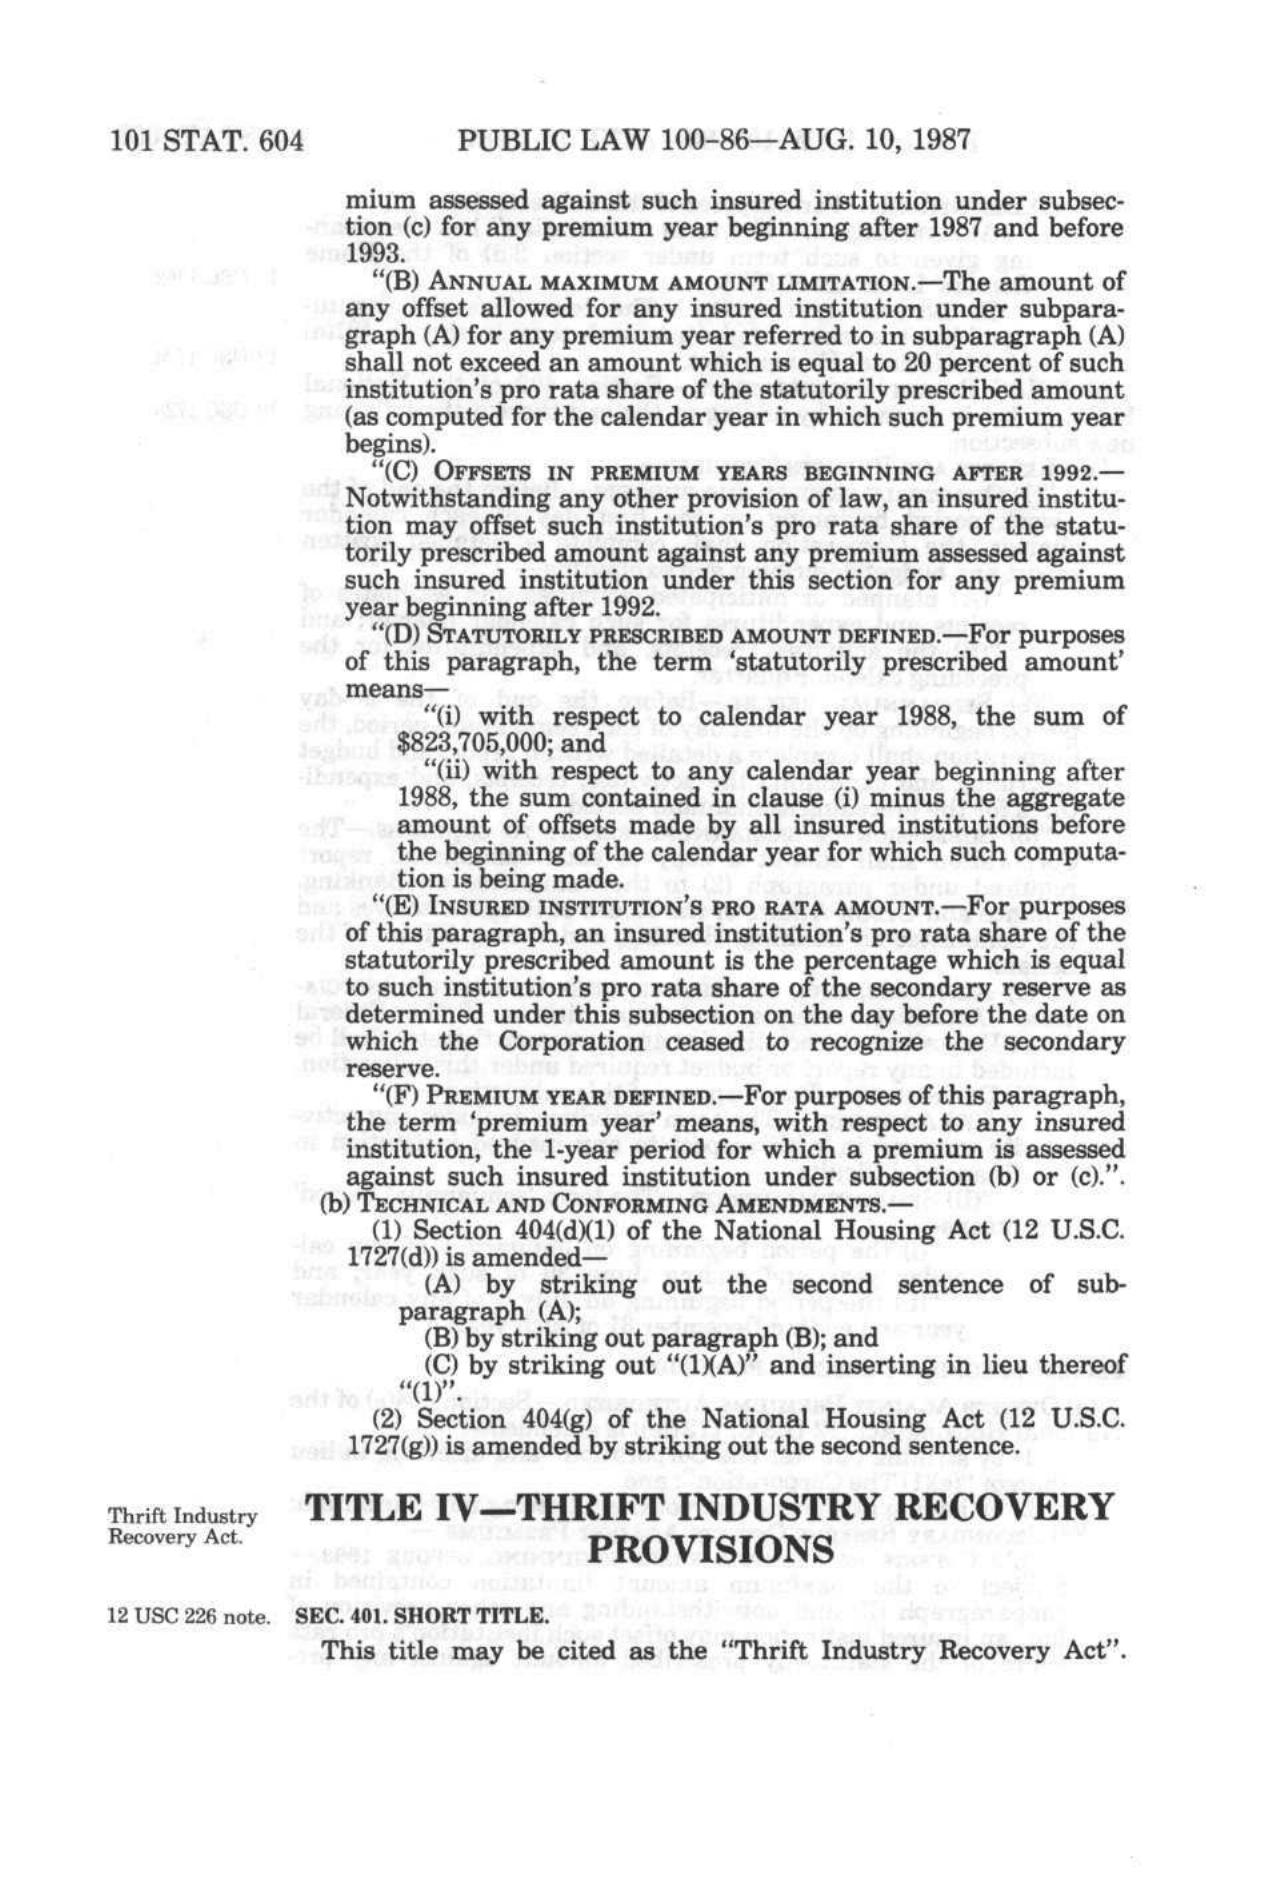 101 STAT. 604 PUBLIC LAW 100-86—AUG. 10, 1987
mium assessed against such insured institution under subsec-
tion (c) for any premium year beginning after 1987 and before
1993.
“(B) ANNUAL MAXIMUM AMOUNT LIMITATION.—The amount of
any offset allowed for any insured institution under subpara-
graph (A) for any premium year referred to in subparagraph (A)
shall not exceed an amount which is equal to 20 percent of such
institution's pro rata share of the statutorily prescribed amount
(as computed for the calendar year in which such premium year
begins).
“(C) OFFSETS IN PREMIUM YEARS BEGINNING AFTER 1992.—
Notwithstanding any other provision of law, an insured institu-
tion may offset such institution's pro rata share of the statu-
torily prescribed amount against any premium assessed against
such insured institution under this section for any premium
year beginning after 1992.
“(D) STATUTORILY PRESCRIBED AMOUNT DEFINED.—For purposes
of this paragraph, the term ‘statutorily prescribed amount’
means—
“(i) with respect to calendar year 1988, the sum of
$823,705,000; and
“(ii) with respect to any calendar year beginning after
1988, the sum contained in clause (i) minus the aggregate
amount of offsets made by all insured institutions before
the beginning of the calendar year for which such computa-
tion is being made.
“(E) INSURED INSTITUTION'S PRO RATA AMOUNT.—For purposes
of this paragraph, an insured institution's pro rata share of the
statutorily prescribed amount is the percentage which is equal
to such institution's pro rata share of the secondary reserve as
determined under this subsection on the day before the date on
which the Corporation ceased to recognize the secondary
reserve.
“(F) PREMIUM YEAR DEFINED.—For purposes of this paragraph,
the term ‘premium year’ means, with respect to any insured
institution, the 1-year period for which a premium is assessed
against such insured institution under subsection (b) or (c).”.
(b) TECHNICAL AND CONFORMING AMENDMENTS.—
(1) Section 404(d)(1) of the National Housing Act (12 U.S.C.
1727(d)) is amended—
(A) by striking out the second sentence of sub-
paragraph (A);
(B) by striking out paragraph (B); and
(C) by striking out “(1)(A)” and inserting in lieu thereof
“(1)”.
(2) Section 404(g) of the National Housing Act (12 U.S.C.
1727(g)) is amended by striking out the second sentence.
Thrift Industry
Recovery Act.
TITLE IV—THRIFT INDUSTRY RECOVERY
PROVISIONS
12 USC 226 note. SEC. 401. SHORT TITLE.
This title may be cited as the “Thrift Industry Recovery Act”.